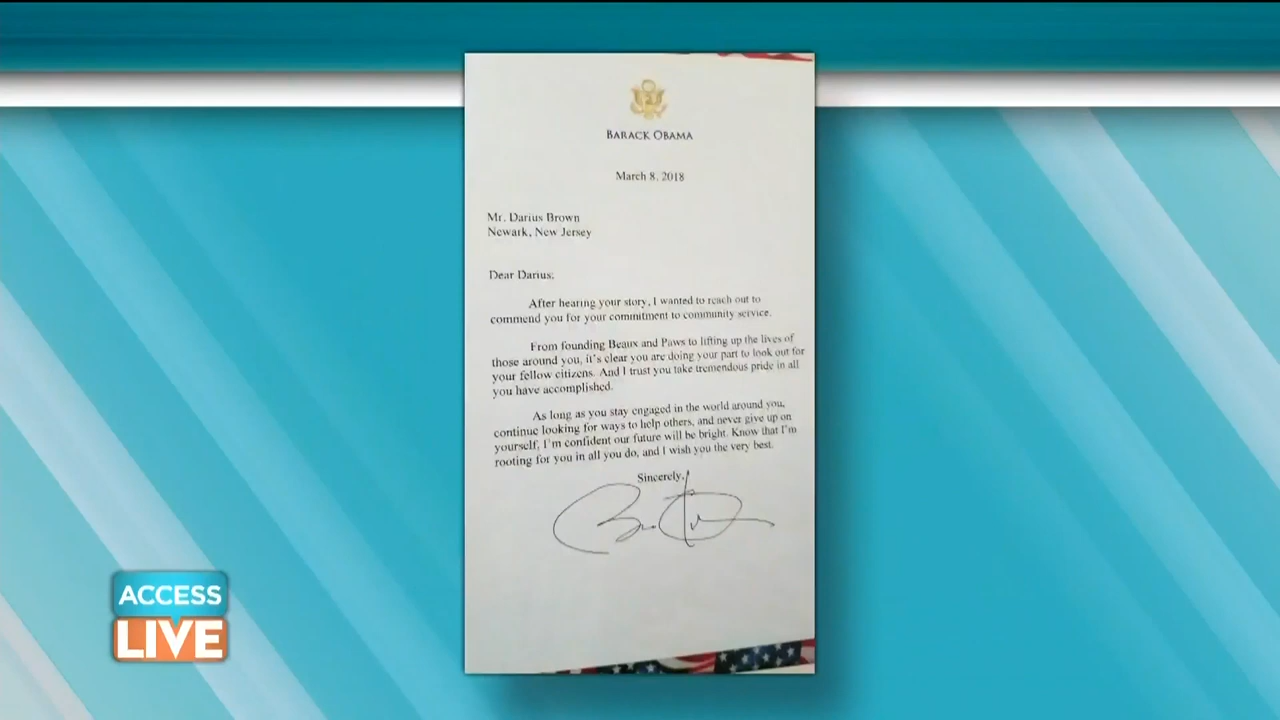 BARACK OBAMA
March 8, 2018
Mr. Darius Brown
Newark, New Jersey
Dear Darius:
After hearing your story, I wanted to reach out to
commend you for your commitment to community service.
From founding Beaux and Paws to lifting up the lives of
those around you, it's clear you are doing your part to look out for
your fellow citizens. And I trust you take tremendous pride in all
you have accomplished.
As long as you stay engaged in the world around you,
continue looking for ways to help others, and never give up on
yourself, I'm confident our future will be bright. Know that I'm
rooting for you in all you do, and I wish you the very best.
Sincerely,
ACCESS
LIVE